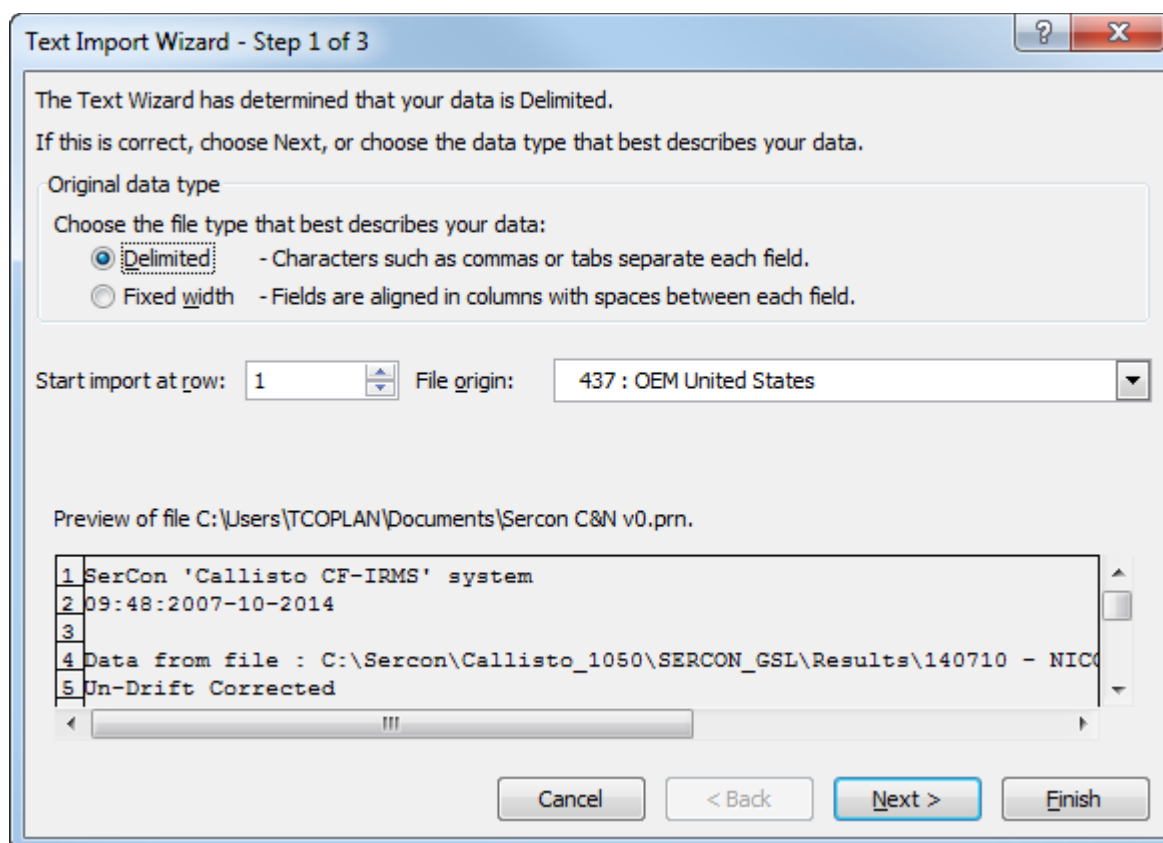 Text Import Wizard - Step 1 of 3
The Text Wizard has determined that your data is Delimited.
If this is correct, choose Next, or choose the data type that best describes your data.
Original data type
Choose the file type that best describes your data:
Delimited - Characters such as commas or tabs separate each field.
Fixed width - Fields are aligned in columns with spaces between each field.
Start import at row: 1 File origin: 437 : OEM United States
Preview of file C:\Users\TCOPLAN\Documents\Sercon C&N v0.prn.
1 SerCon 'Callisto CF-IRMS' system
2 09:48:2007-10-2014
3
4 Data from file : C:\Sercon\Callisto_1050\SERCON_GSL\Results\140710 - NICO
5 Un-Drift Corrected
Cancel < Back Next > Finish